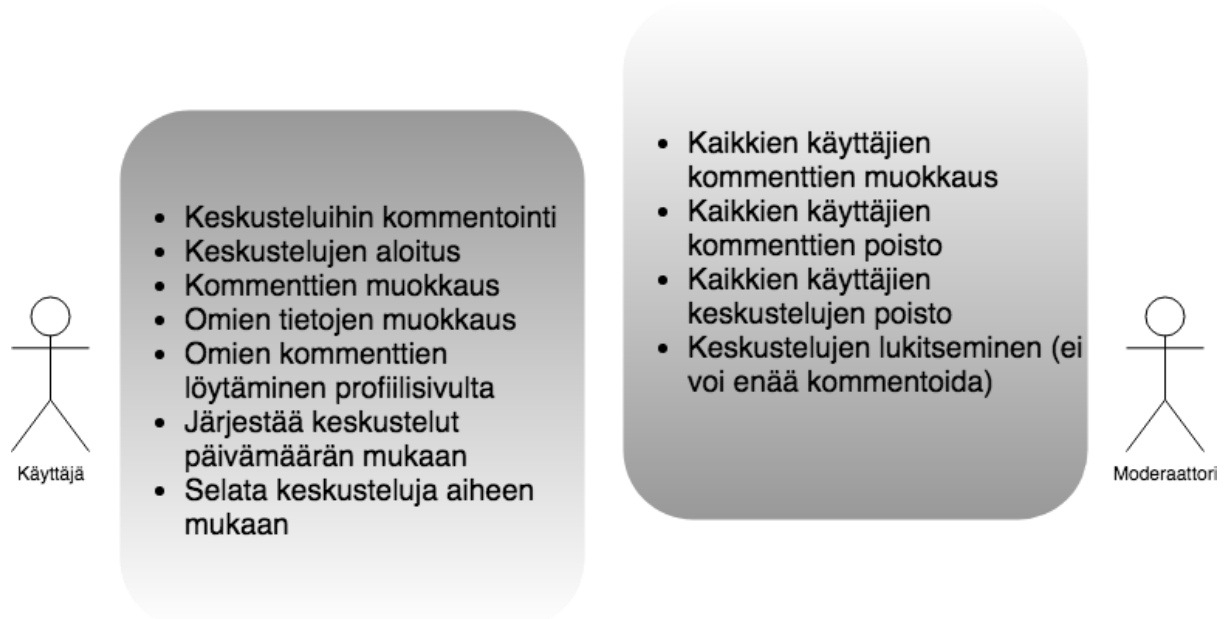 • Keskusteluihin kommentointi
• Keskustelujen aloitus
• Kommenttien muokkaus
• Omien tietojen muokkaus
• Omien kommenttien
löytäminen profiilisivulta
• Järjestää keskustelut
päivämäärän mukaan
• Selata keskusteluja aiheen
mukaan
Käyttäjä
• Kaikkien käyttäjien
kommenttien muokkaus
• Kaikkien käyttäjien
kommenttien poisto
• Kaikkien käyttäjien
keskustelujen poisto
• Keskustelujen lukitseminen (ei
voi enää kommentoida)
Moderaattori